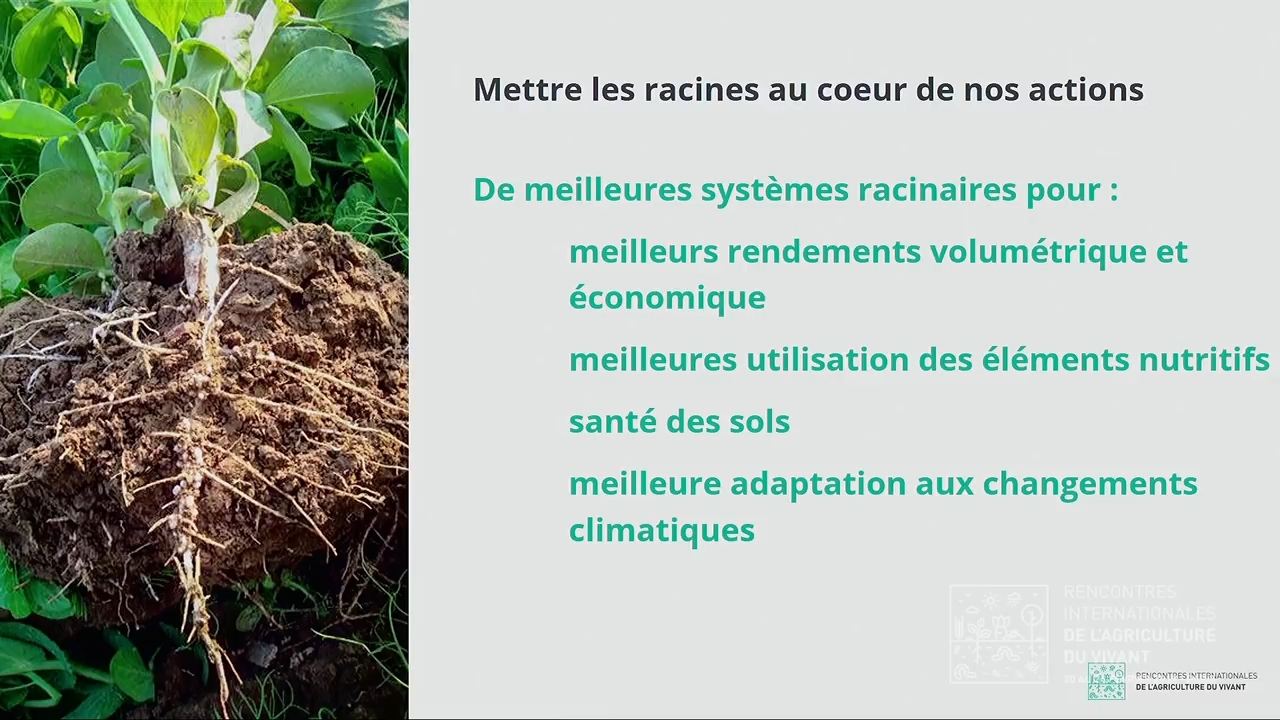 Mettre les racines au coeur de nos actions
De meilleures systèmes racinaires pour :
meilleurs rendements volumétrique et
économique
meilleures utilisation des éléments nutritifs
santé des sols
meilleure adaptation aux changements
climatiques
RENCONTRES
INTERNATIONALES
DE L'AGRICULTURE
DU VIVANT
RENCONTRES INTERNATIONALES
DE L'AGRICULTURE DU VIVANT